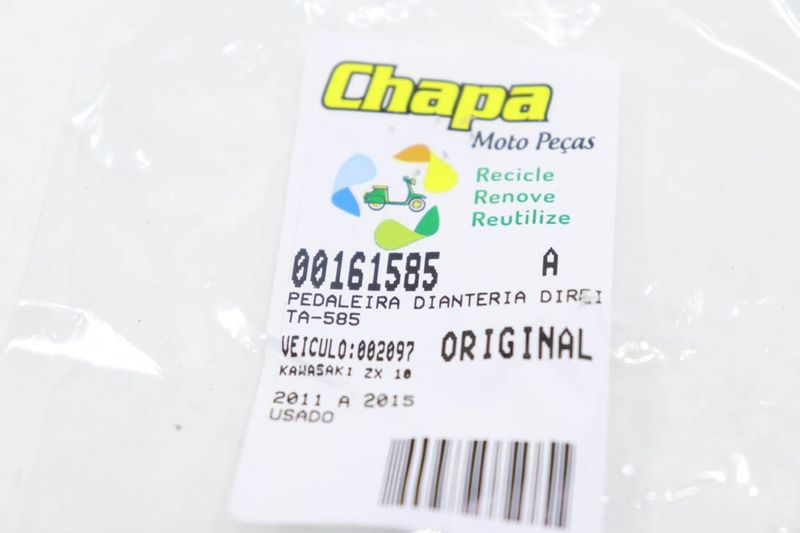 Chapa
Moto Peças
Recicle
Renove
Reutilize
00161585 A
PEDALEIRA DIANTERIA DIREI
TA-585
VEICULO:002097 ORIGINAL
KAWASAKI ZX 10
2011 A 2015
USADO